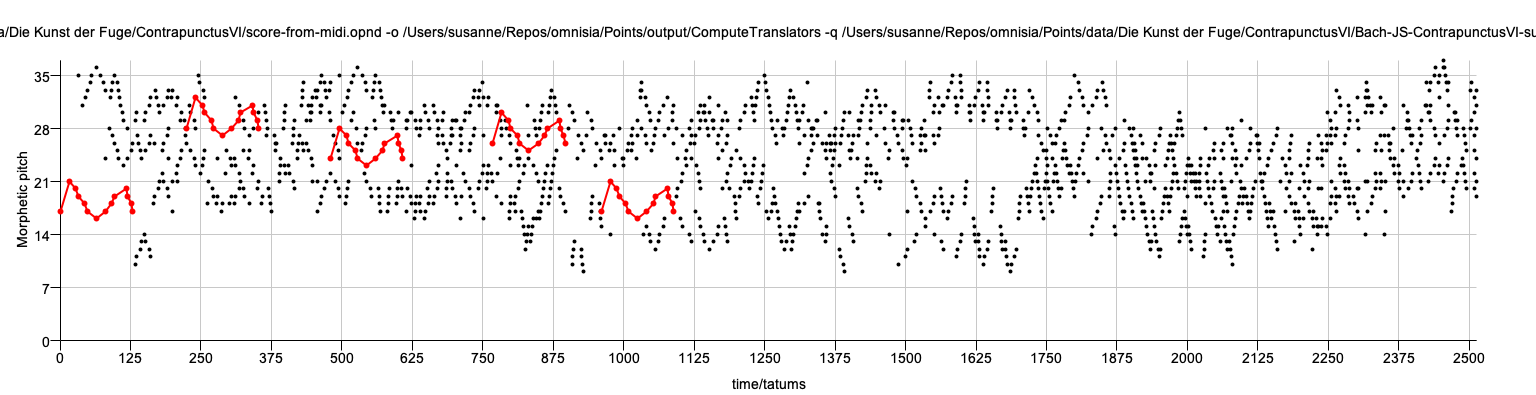 a/Die Kunst der Fuge/ContrapunctusVI/score-from-midi.opnd -o /Users/susanne/Repos/omnisia/Points/output/ComputeTranslators -q /Users/susanne/Repos/omnisia/Points/data/Die Kunst der Fuge/ContrapunctusVI/Bach-JS-ContrapunctusVI-su
Morphetic pitch
35
28
21
14
7
0
0 125 250 375 500 625 750 875 1000 1125 1250 1375 1500 1625 1750 1875 2000 2125 2250 2375 2500
time/tatums